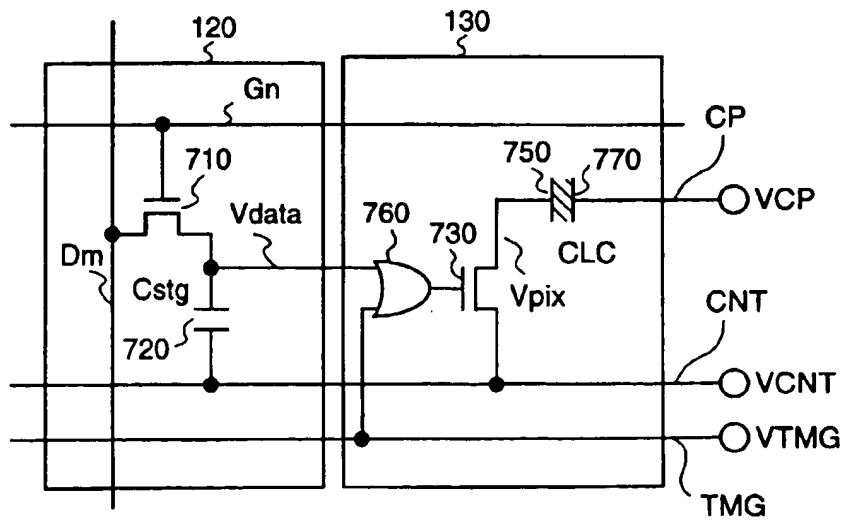 120
130
Gn
CP
710
750
770
Vdata
760
VCP
730
Dm
CLC
Cstg
Vpix
CNT
720
VCNT
VTMG
TMG